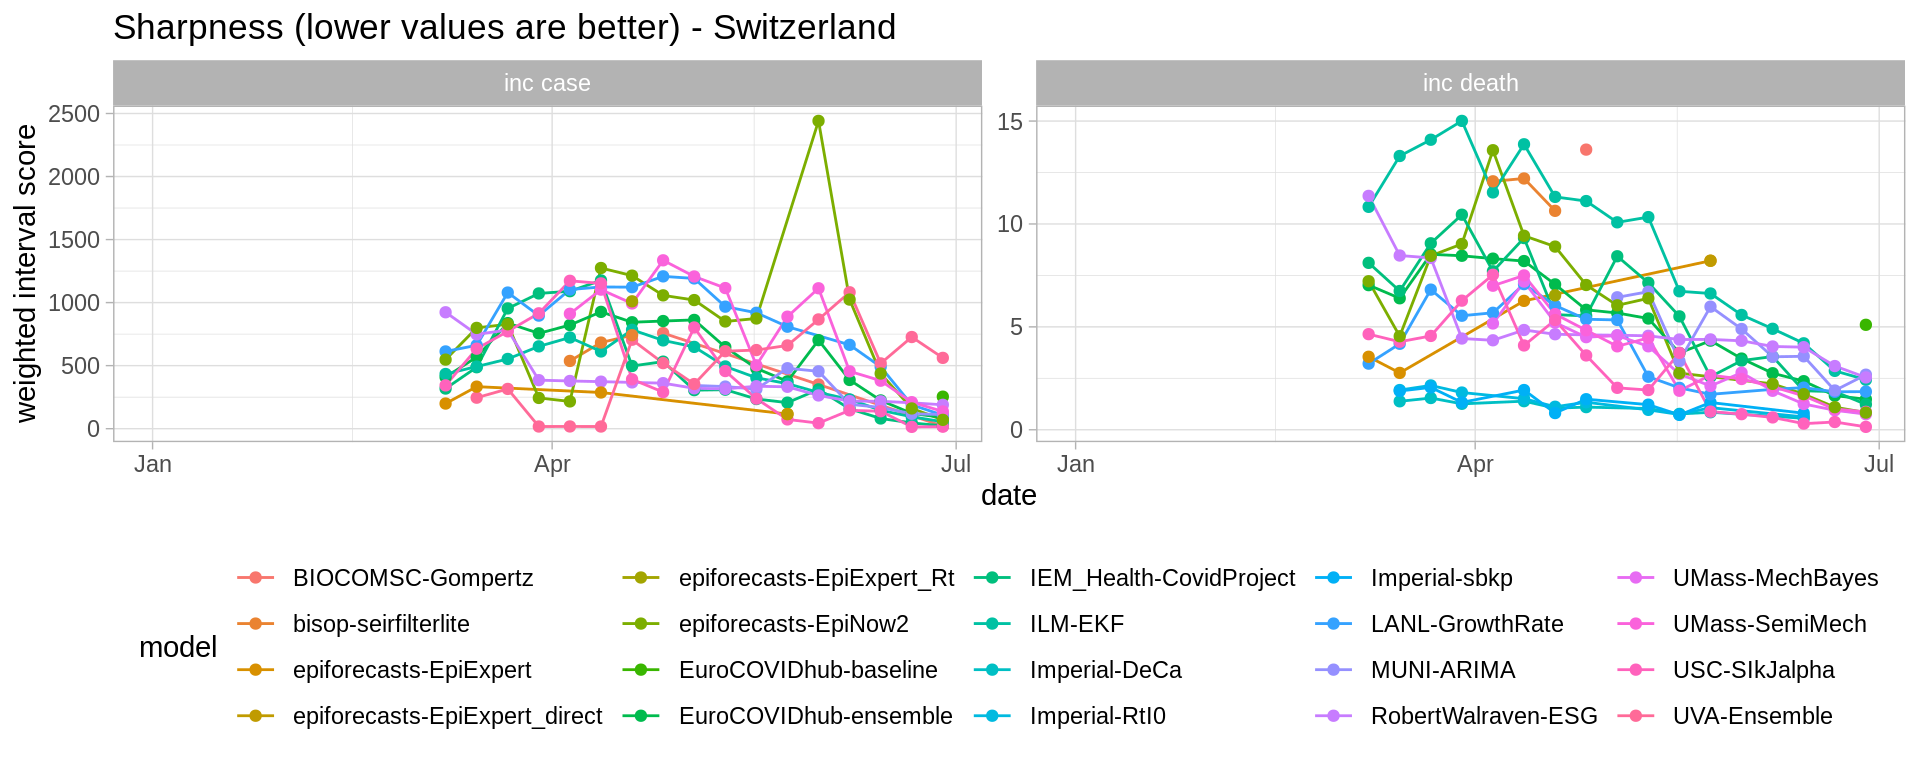 Sharpness (lower values are better) - Switzerland
inc case
inc death
weighted interval score
2500
2000
1500
1000
500
0
15
10
5
0
Jan
Apr
Jul
Jan
Apr
Jul
date
model
BIOCOMSC-Gompertz
bisop-seirfilterlite
epiforecasts-EpiExpert
epiforecasts-EpiExpert_direct
epiforecasts-EpiExpert_Rt
epiforecasts-EpiNow2
EuroCOVIDhub-baseline
EuroCOVIDhub-ensemble
IEM_Health-CovidProject
ILM-EKF
Imperial-DeCa
Imperial-RtI0
Imperial-sbkp
LANL-GrowthRate
MUNI-ARIMA
RobertWalraven-ESG
UMass-MechBayes
UMass-SemiMech
USC-SIkJalpha
UVA-Ensemble